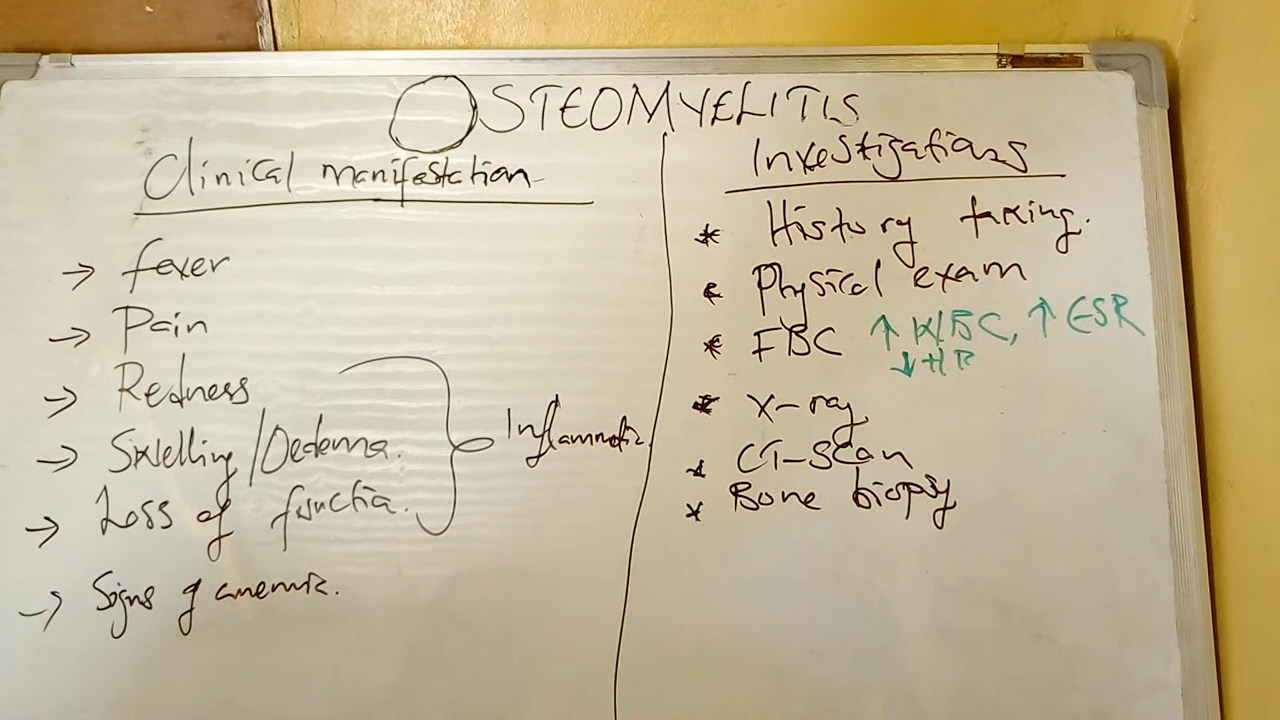 OSTEOMYELITIS
Clinical manifestation
→ fever
→ Pain
→ Redness
→ Swelling/Oedema.
→ Loss of function.
Inflammation
→ Signs of anemia.
Investigations
* History taking.
* Physical exam
* FBC ↑ WBC, ↑ ESR
↓ HB
* X-ray
* CT-Scan
* Bone biopsy